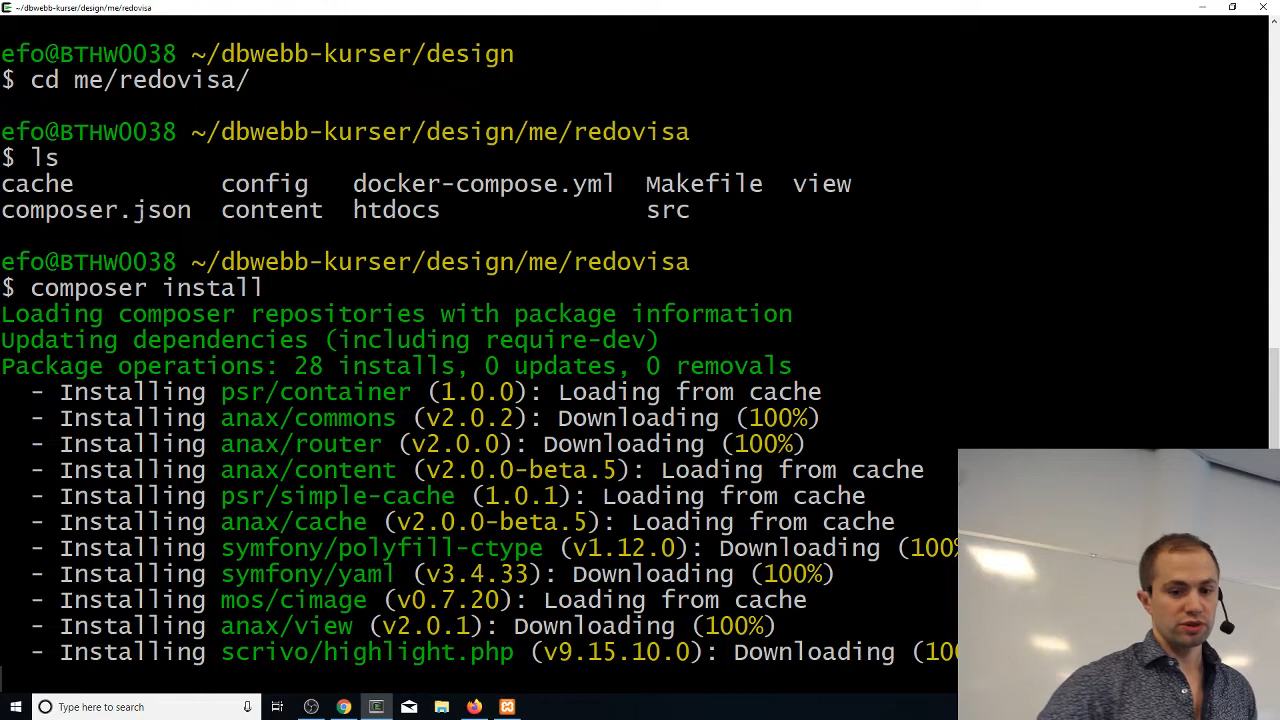 ~/dbwebb-kurser/design/me/redovisa
efo@BTHW0038 ~/dbwebb-kurser/design
$ cd me/redovisa/
efo@BTHW0038 ~/dbwebb-kurser/design/me/redovisa
$ ls
cache config docker-compose.yml Makefile view
composer.json content htdocs src
efo@BTHW0038 ~/dbwebb-kurser/design/me/redovisa
$ composer install
Loading composer repositories with package information
Updating dependencies (including require-dev)
Package operations: 28 installs, 0 updates, 0 removals
- Installing psr/container (1.0.0): Loading from cache
- Installing anax/commons (v2.0.2): Downloading (100%)
- Installing anax/router (v2.0.0): Downloading (100%)
- Installing anax/content (v2.0.0-beta.5): Loading from cache
- Installing psr/simple-cache (1.0.1): Loading from cache
- Installing anax/cache (v2.0.0-beta.5): Loading from cache
- Installing symfony/polyfill-ctype (v1.12.0): Downloading (100%
- Installing symfony/yaml (v3.4.33): Downloading (100%)
- Installing mos/cimage (v0.7.20): Loading from cache
- Installing anax/view (v2.0.1): Downloading (100%)
- Installing scrivo/highlight.php (v9.15.10.0): Downloading (10
Type here to search